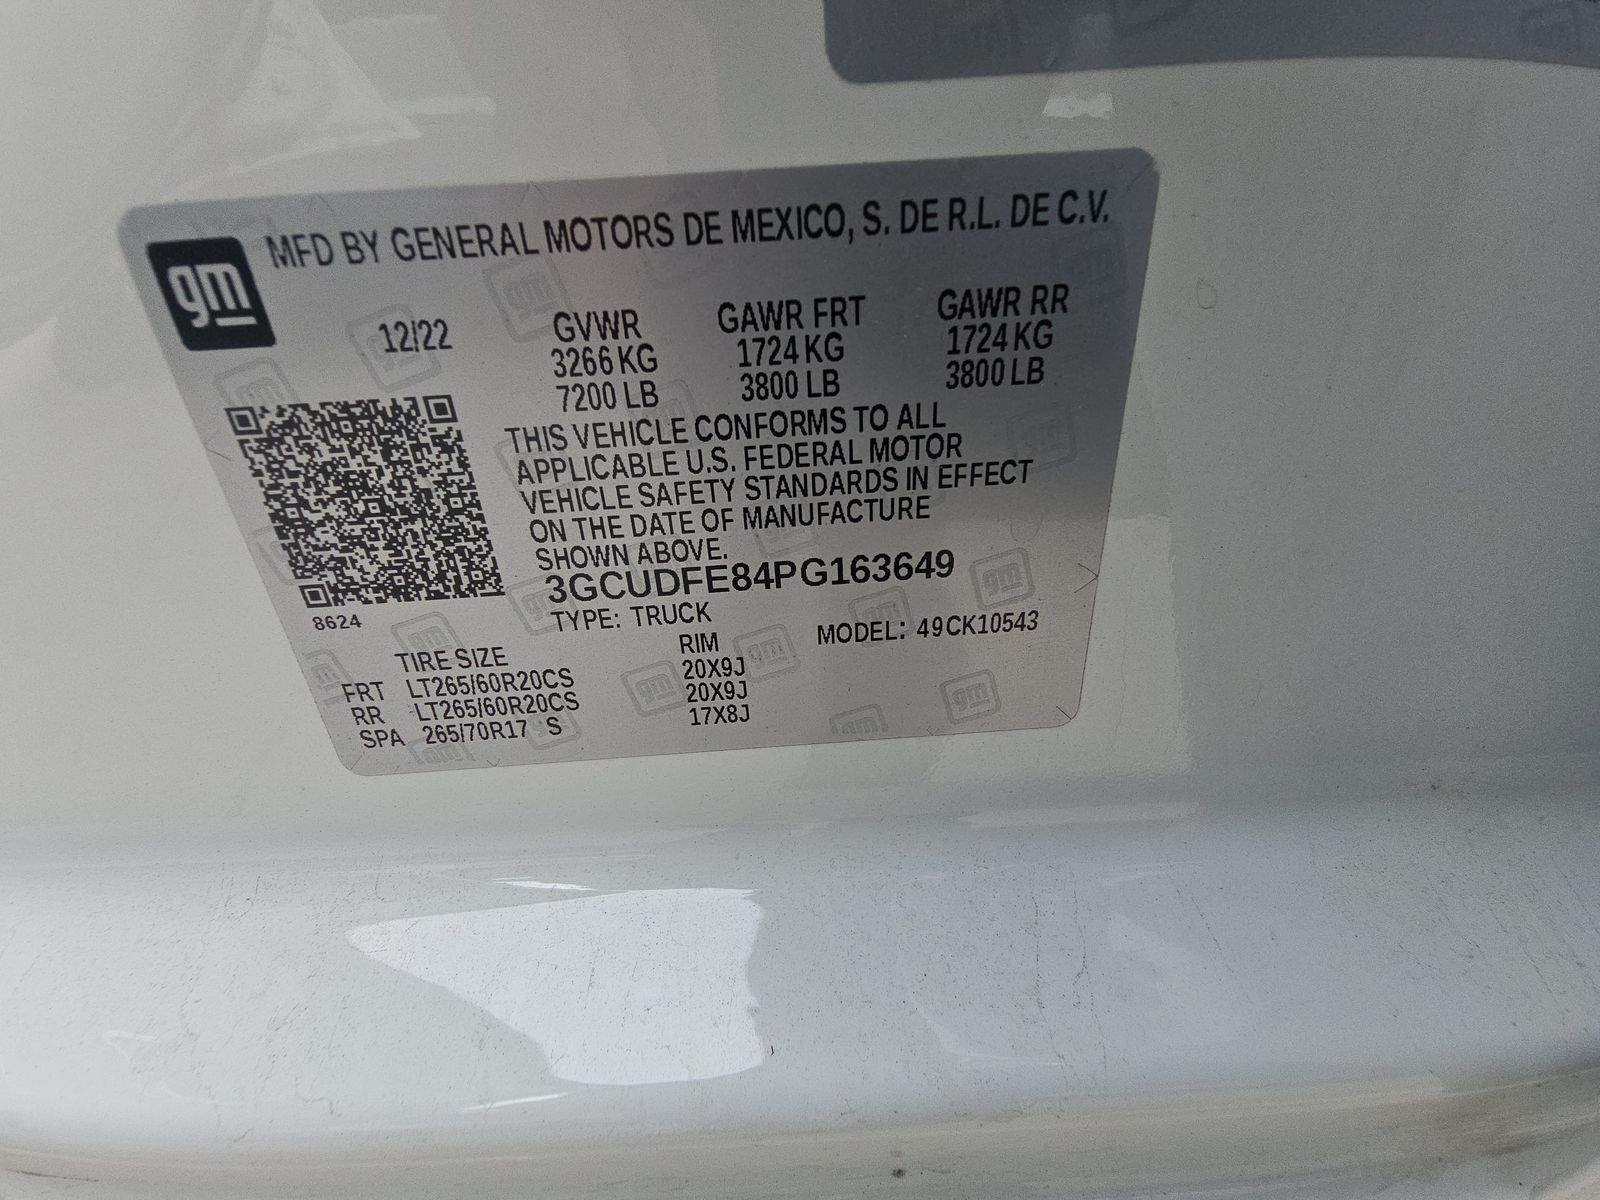 gm
MFD BY GENERAL MOTORS DE MEXICO, S. DE R.L. DE C.V.
12/22 GVWR GAWR FRT GAWR RR
3266 KG 1724 KG 1724 KG
7200 LB 3800 LB 3800 LB
THIS VEHICLE CONFORMS TO ALL
APPLICABLE U.S. FEDERAL MOTOR
VEHICLE SAFETY STANDARDS IN EFFECT
ON THE DATE OF MANUFACTURE
SHOWN ABOVE.
3GCUDFE84PG163649
8624
TYPE: TRUCK MODEL: 49CK10543
TIRE SIZE RIM
FRT LT265/60R20CS 20X9J
RR LT265/60R20CS 20X9J
SPA 265/70R17 S 17X8J